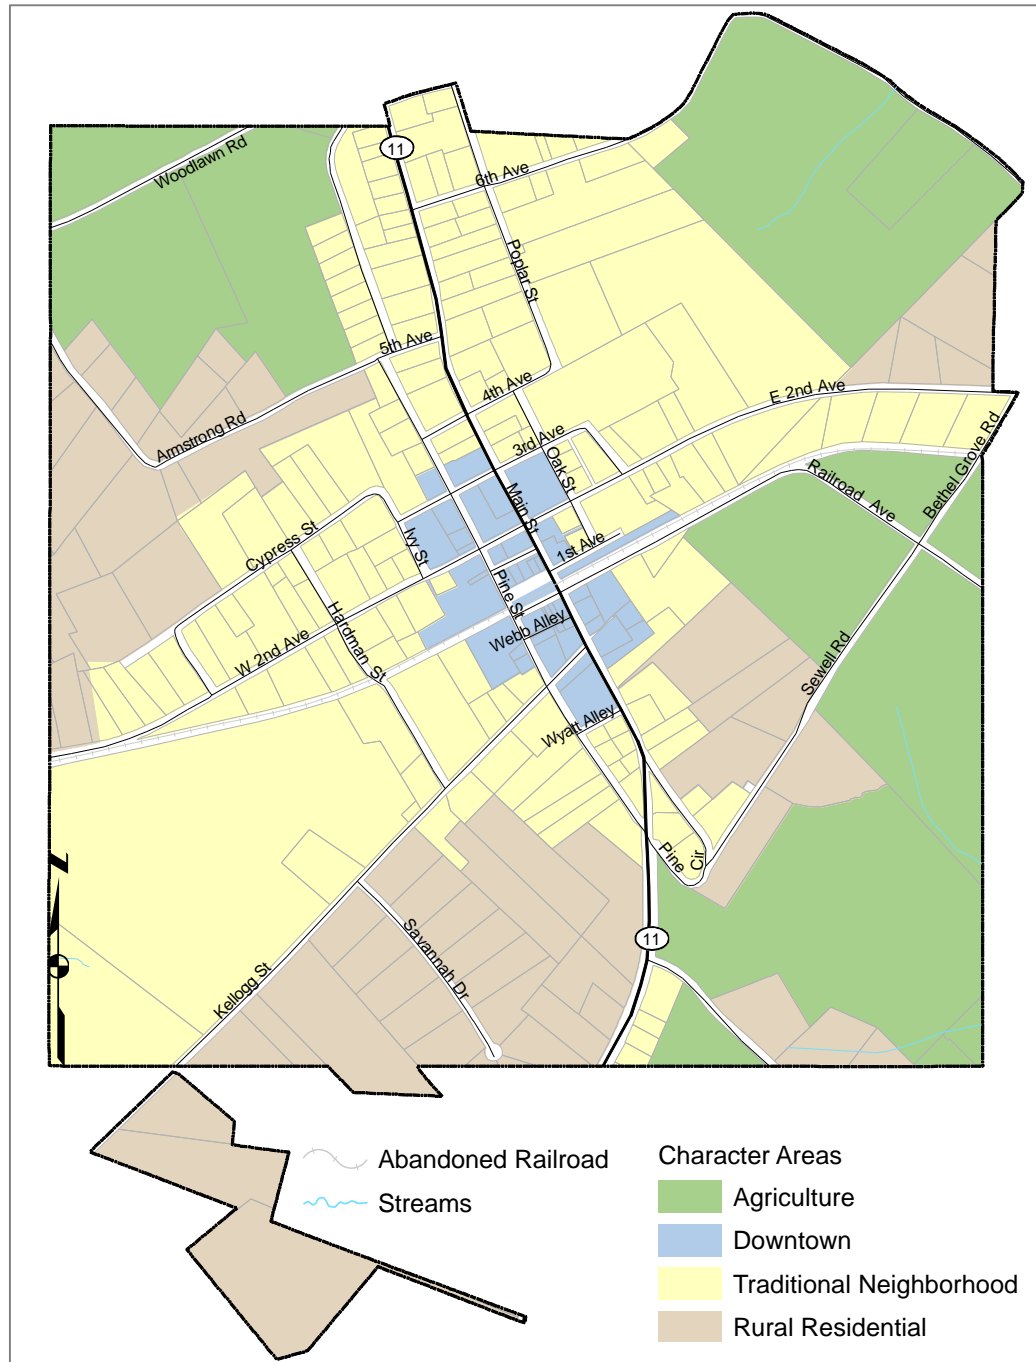 11
Woodlawn Rd
6th Ave
Poplar St
5th Ave
4th Ave
E 2nd Ave
Armstrong Rd
3rd Ave
Oak St
Bethel Grove Rd
Railroad Ave
Main St
Cypress St
Ivy St
1st Ave
Pine St
Hardman St
Webb Alley
W 2nd Ave
Sewell Rd
Wyatt Alley
Pine Cir
Savannah Dr
11
Kellogg St
Abandoned Railroad
Streams
Character Areas
Agriculture
Downtown
Traditional Neighborhood
Rural Residential